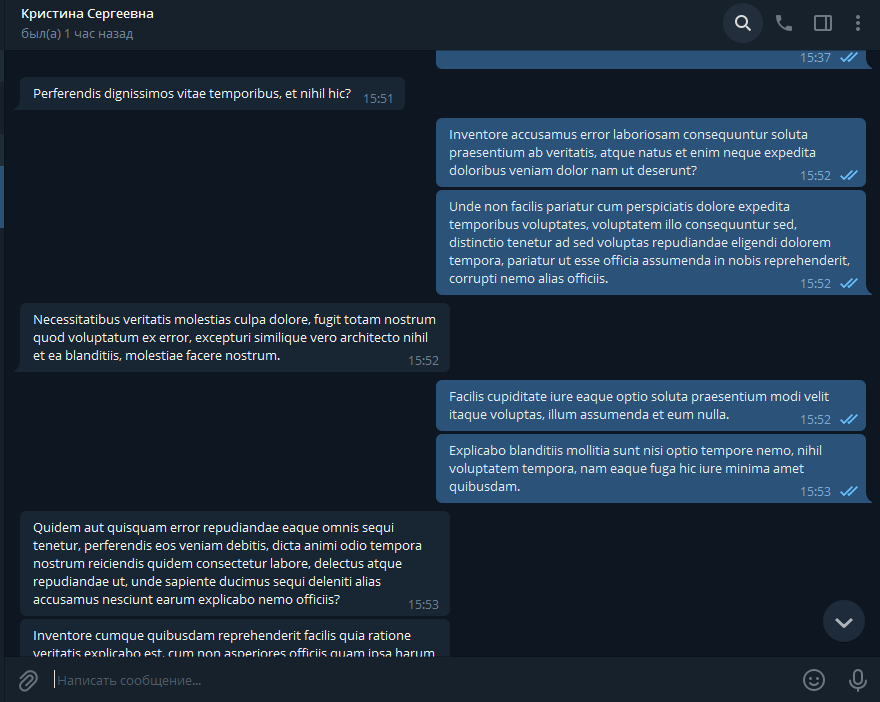 Кристина Сергеевна
был(а) 1 час назад
15:37
Perferendis dignissimos vitae temporibus, et nihil hic?
15:51
Inventore accusamus error laboriosam consequuntur soluta
praesentium ab veritatis, atque natus et enim neque expedita
doloribus veniam dolor nam ut deserunt?
15:52
Unde non facilis pariatur cum perspiciatis dolore expedita
temporibus voluptates, voluptatem illo consequuntur sed,
distinctio tenetur ad sed voluptas repudiandae eligendi dolorem
tempora, pariatur ut esse officia assumenda in nobis reprehenderit,
corrupti nemo alias officiis.
15:52
Necessitatibus veritatis molestias culpa dolore, fugit totam nostrum
quod voluptatum ex error, excepturi similique vero architecto nihil
et ea blanditiis, molestiae facere nostrum.
15:52
Facilis cupiditate iure eaque optio soluta praesentium modi velit
itaque voluptas, illum assumenda et eum nulla.
15:52
Explicabo blanditiis mollitia sunt nisi optio tempore nemo, nihil
voluptatem tempora, nam eaque fuga hic iure minima amet
quibusdam.
15:53
Quidem aut quisquam error repudiandae eaque omnis sequi
tenetur, perferendis eos veniam debitis, dicta animi odio tempora
nostrum reiciendis quidem consectetur labore, delectus atque
repudiandae ut, unde sapiente ducimus sequi deleniti alias
accusamus nesciunt earum explicabo nemo officiis?
15:53
Inventore cumque quibusdam reprehenderit facilis quia ratione
veritatis explicabo est, cum non asperiores officiis quam ipsa harum
Написать сообщение...